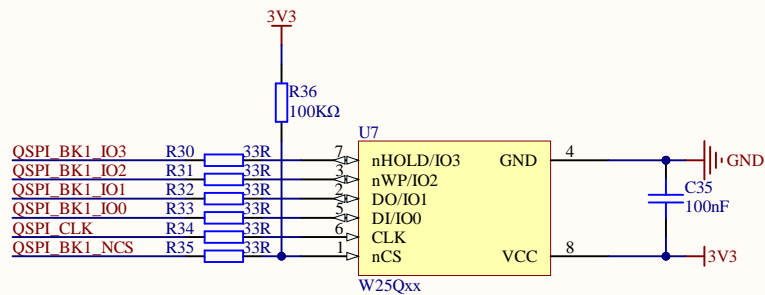 3V3
R36
100KΩ
U7
QSPI_BK1_IO3 R30 33R 7 nHOLD/IO3 GND 4 GND
QSPI_BK1_IO2 R31 33R 3 nWP/IO2
QSPI_BK1_IO1 R32 33R 2 DO/IO1 C35
QSPI_BK1_IO0 R33 33R 5 DI/IO0 100nF
QSPI_CLK R34 33R 6 CLK
QSPI_BK1_NCS R35 33R 1 nCS VCC 8 3V3
W25Qxx